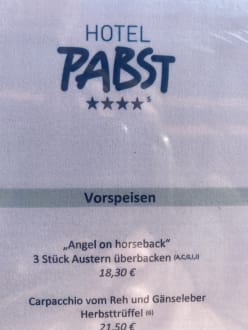 HOTEL
PABST
★★★★s
Vorspeisen
„Angel on horseback“
3 Stück Austern überbacken (A,C,L,I)
18,30 €
Carpaccio vom Reh und Gänseleber
Herbsttrüffel (G)
21,50 €